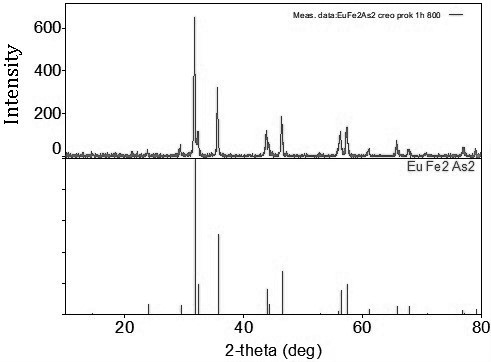 Meas. data:EuFe2As2 creo prok 1h 800
600
400
200
0
Intensity
Eu Fe2 As2
20 40 60 80
2-theta (deg)